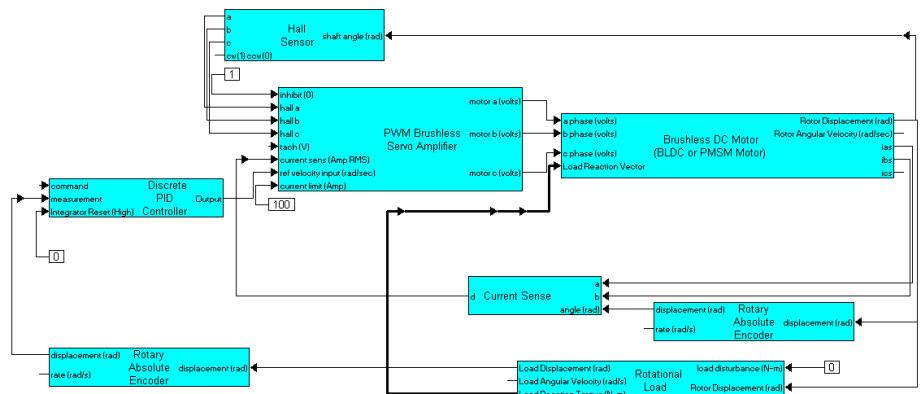 a
b
c
cw(1) ccw(0)
Hall
Sensor
shaft angle (rad)
1
inhibit (0)
hall a
hall b
hall c
tach (V)
current sens (Amp RMS)
ref velocity input (rad/sec)
current limit (Amp)
PWM Brushless
Servo Amplifier
motor a (volts)
motor b (volts)
motor c (volts)
100
a phase (volts)
b phase (volts)
c phase (volts)
Load Reaction Vector
Brushless DC Motor
(BLDC or PMSM Motor)
Rotor Displacement (rad)
Rotor Angular Velocity (rad/sec)
ias
ibs
ics
command
measurement
Integrator Reset (High)
Discrete
PID
Controller
Output
0
d
Current Sense
a
b
angle (rad)
displacement (rad)
rate (rad/s)
Rotary
Absolute
Encoder
displacement (rad)
displacement (rad)
rate (rad/s)
Rotary
Absolute
Encoder
displacement (rad)
Load Displacement (rad)
Load Angular Velocity (rad/s)
Load Reaction Torque (N-m)
Rotational
Load
load disturbance (N-m)
Rotor Displacement (rad)
0